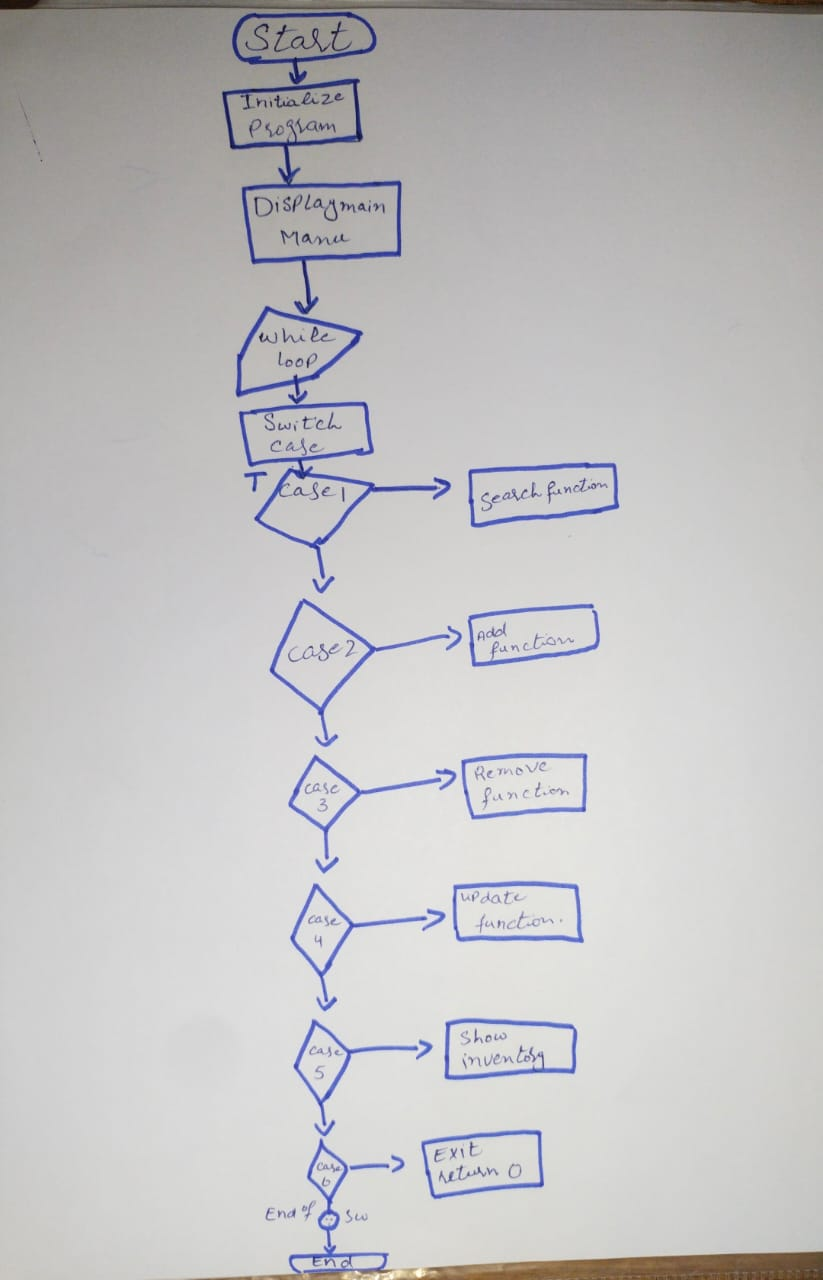 Start
Initialize
Program
Display main
Manu
while
loop
Switch
case
T
case 1
Search function
case 2
Add
function
case
3
Remove
function
case
4
update
function.
case
5
Show
inventory
case
6
Exit
return 0
End of sw
End